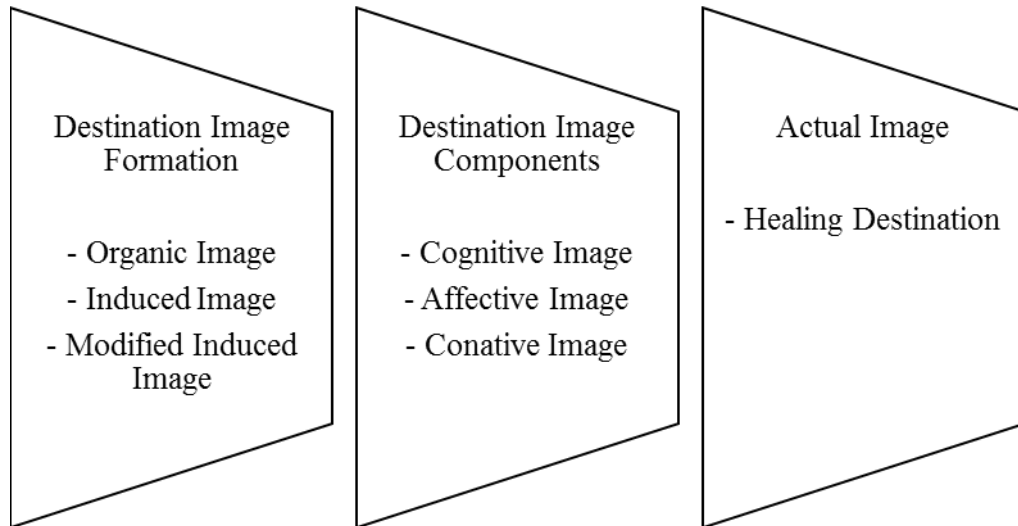 Destination Image
Formation
- Organic Image
- Induced Image
- Modified Induced
Image
Destination Image
Components
- Cognitive Image
- Affective Image
- Conative Image
Actual Image
- Healing Destination